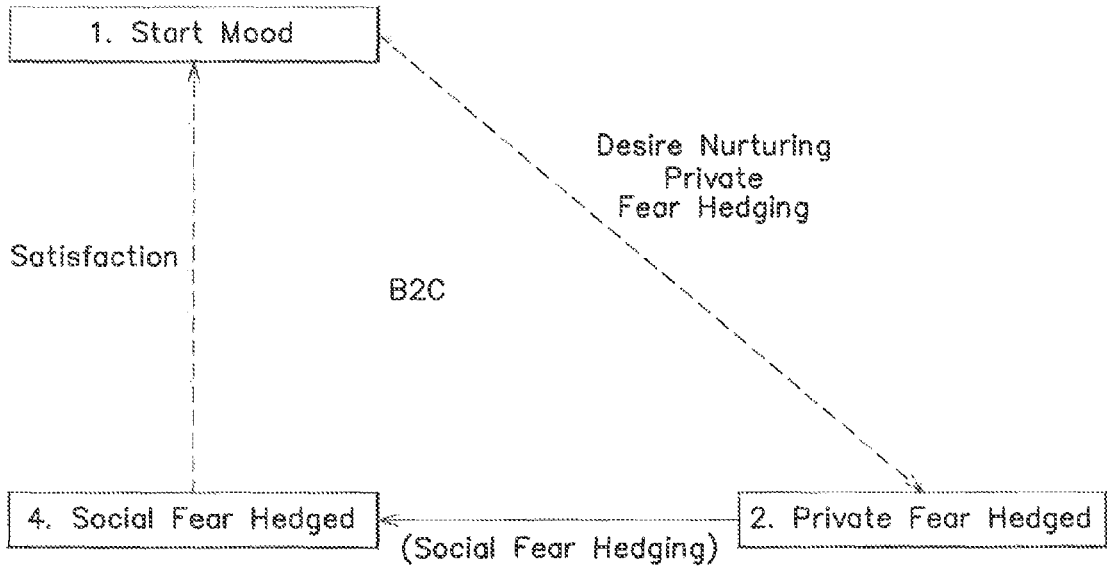 1. Start Mood
Desire Nurturing
Private
Fear Hedging
Satisfaction
B2C
4. Social Fear Hedged
2. Private Fear Hedged
(Social Fear Hedging)